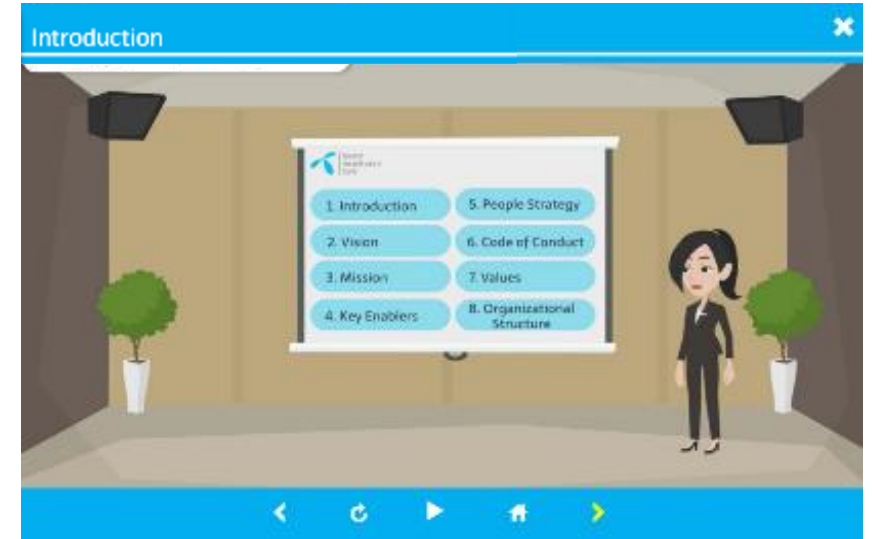 Introduction
1. Introduction
2. Vision
3. Mission
4. Key Enablers
5. People Strategy
6. Code of Conduct
7. Values
8. Organizational
Structure